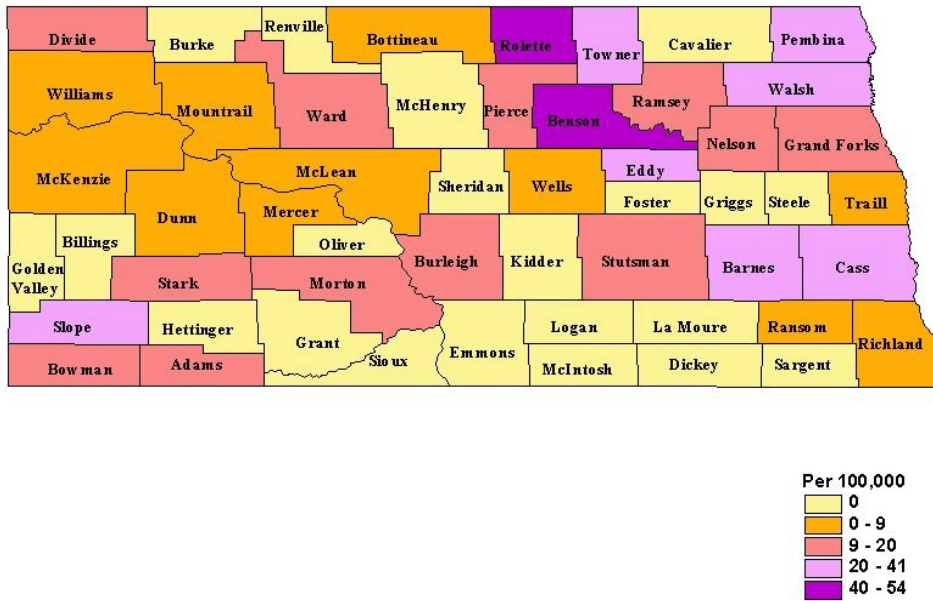 Divide
Burke
Renville
Bottineau
Rolette
Towner
Cavalier
Pembina
Williams
Mountrail
Ward
McHenry
Pierce
Benson
Ramsey
Walsh
Nelson
Grand Forks
McKenzie
Dunn
McLean
Mercer
Oliver
Sheridan
Wells
Eddy
Foster
Griggs
Steele
Traill
Golden
Valley
Billings
Stark
Morton
Burleigh
Kidder
Stutsman
Barnes
Cass
Slope
Hettinger
Grant
Sioux
Emmons
Logan
La Moure
Ransom
Richland
Bowman
Adams
McIntosh
Dickey
Sargent
Per 100,000
0
0 - 9
9 - 20
20 - 41
40 - 54